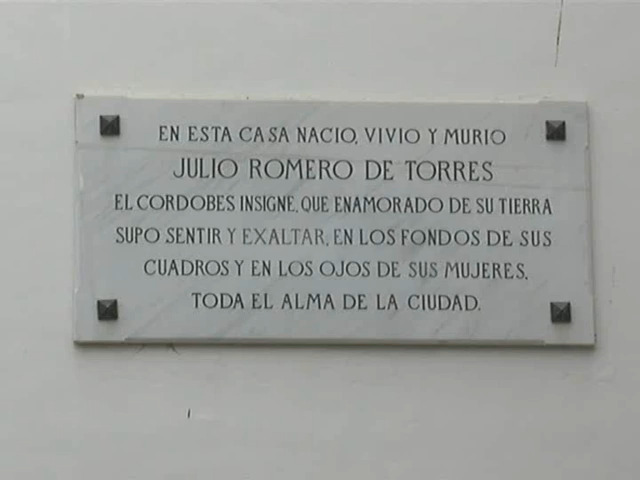 EN ESTA CASA NACIO, VIVIO Y MURIO
JULIO ROMERO DE TORRES
EL CORDOBES INSIGNE, QUE ENAMORADO DE SU TIERRA
SUPO SENTIR Y EXALTAR, EN LOS FONDOS DE SUS
CUADROS Y EN LOS OJOS DE SUS MUJERES,
TODA EL ALMA DE LA CIUDAD.